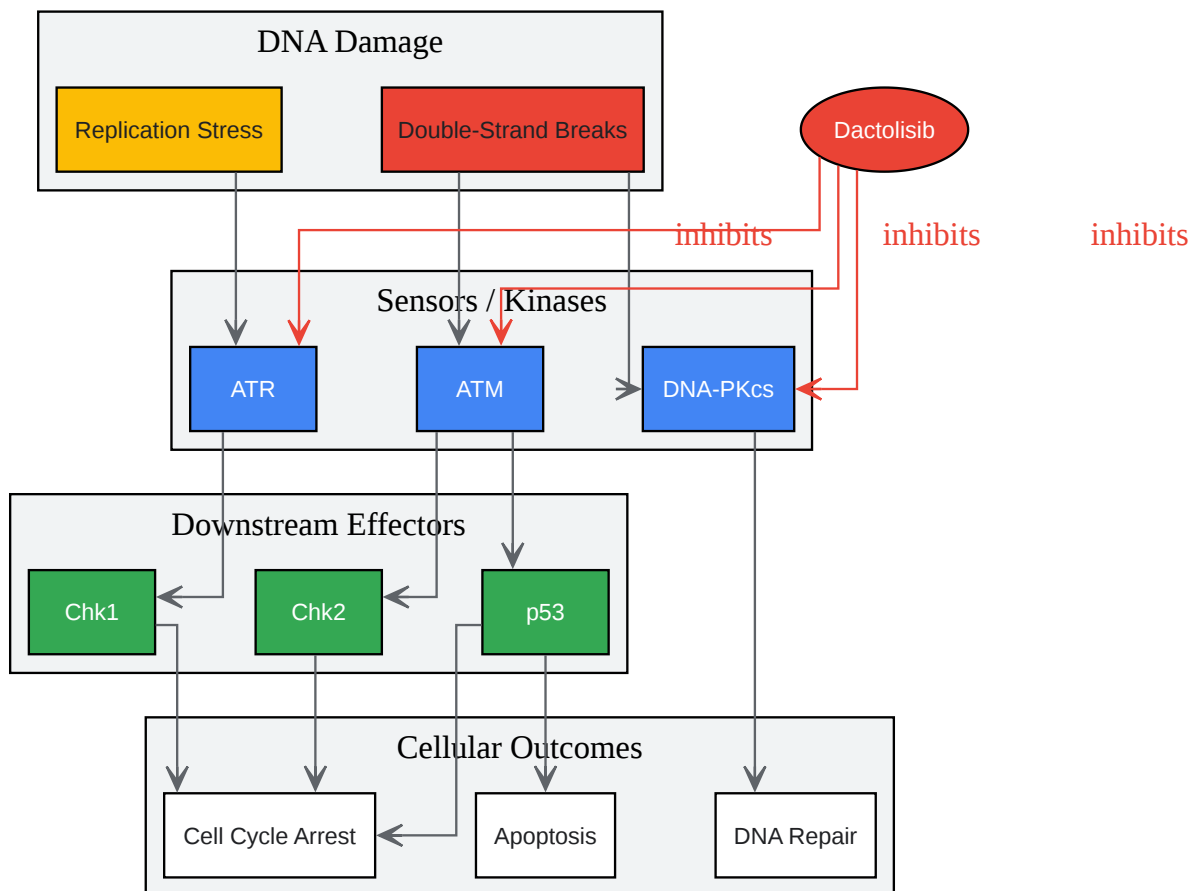 DNA Damage
Replication Stress
Double-Strand Breaks
Dactolisib
inhibits
inhibits
inhibits
Sensors / Kinases
ATR
ATM
DNA-PKcs
Downstream Effectors
Chk1
Chk2
p53
Cellular Outcomes
Cell Cycle Arrest
Apoptosis
DNA Repair